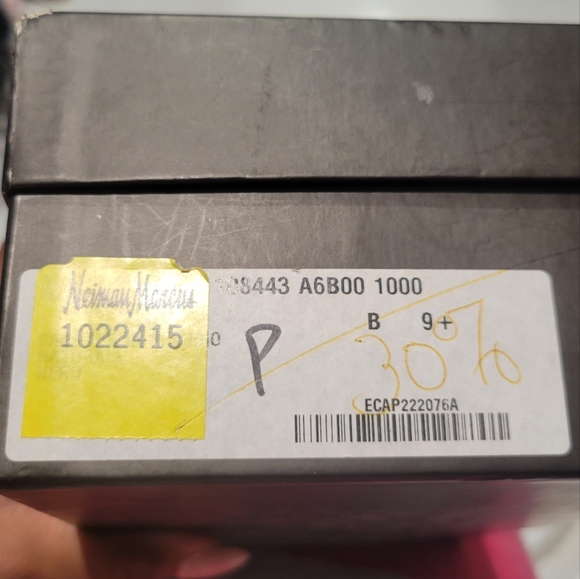 Neiman Marcus
1022415
08443 A6B00 1000
P
B 9+
30%
ECAP222076A